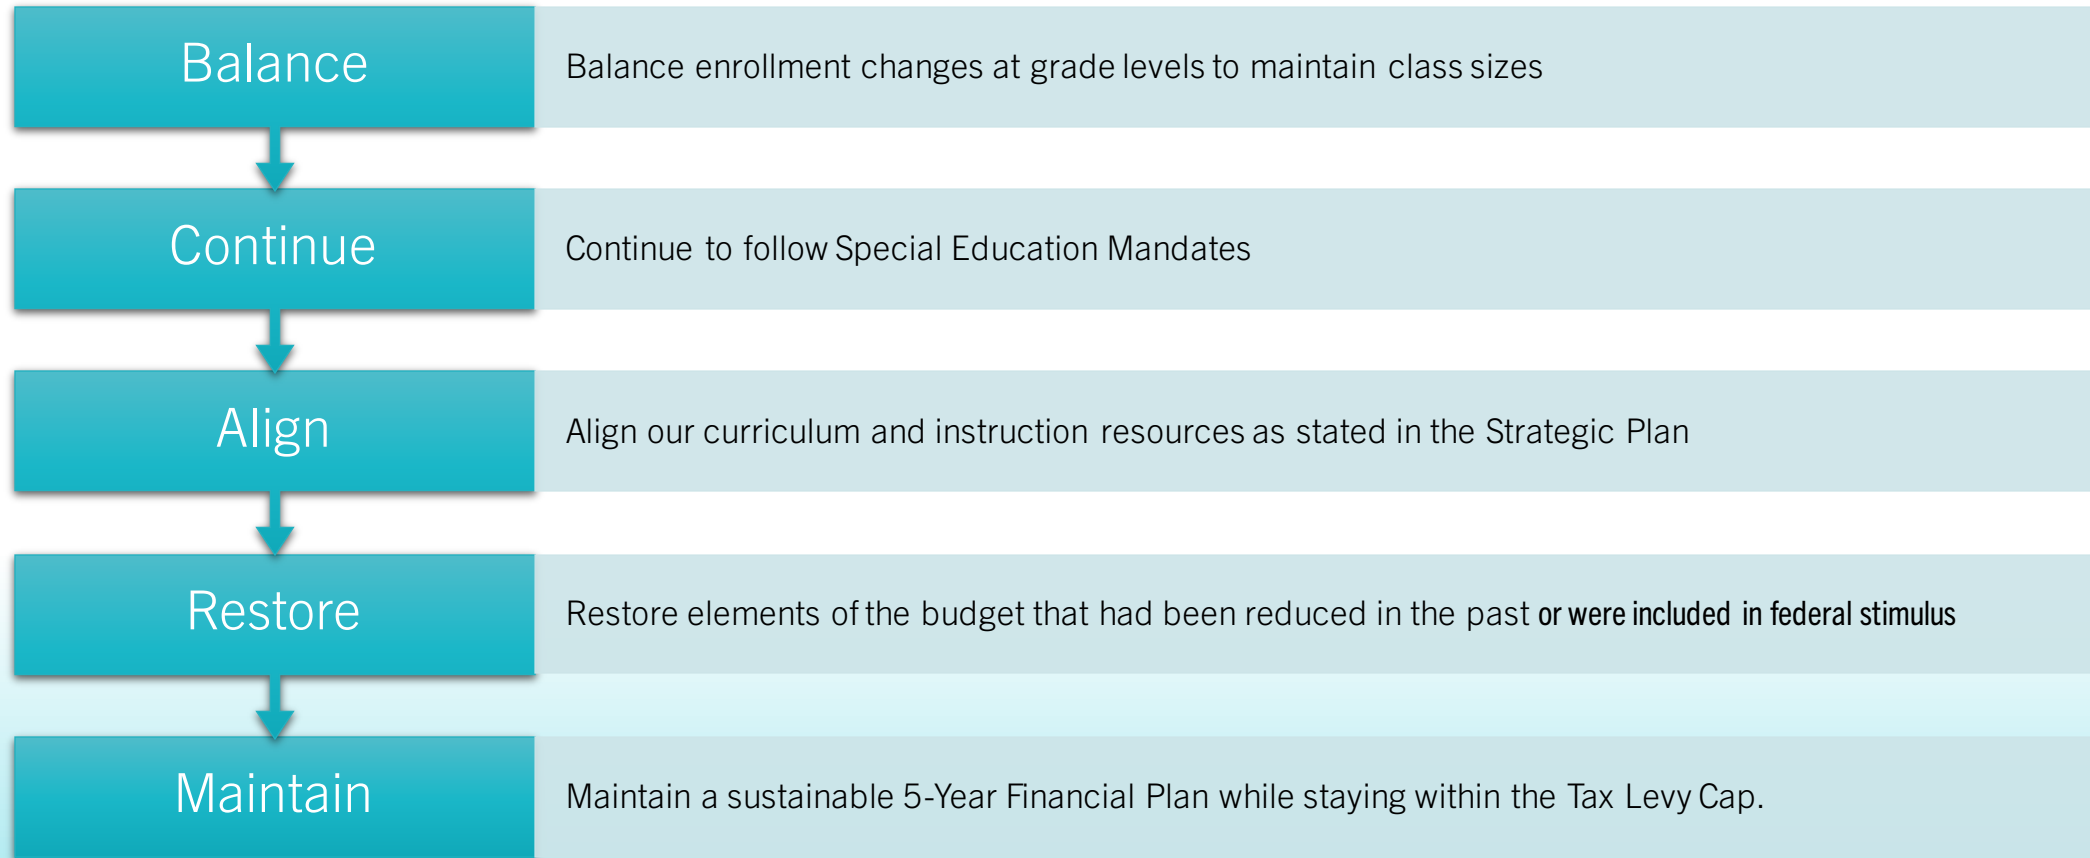 Balance
Balance enrollment changes at grade levels to maintain class sizes
Continue
Continue to follow Special Education Mandates
Align
Align our curriculum and instruction resources as stated in the Strategic Plan
Restore
Restore elements of the budget that had been reduced in the past or were included in federal stimulus
Maintain
Maintain a sustainable 5-Year Financial Plan while staying within the Tax Levy Cap.